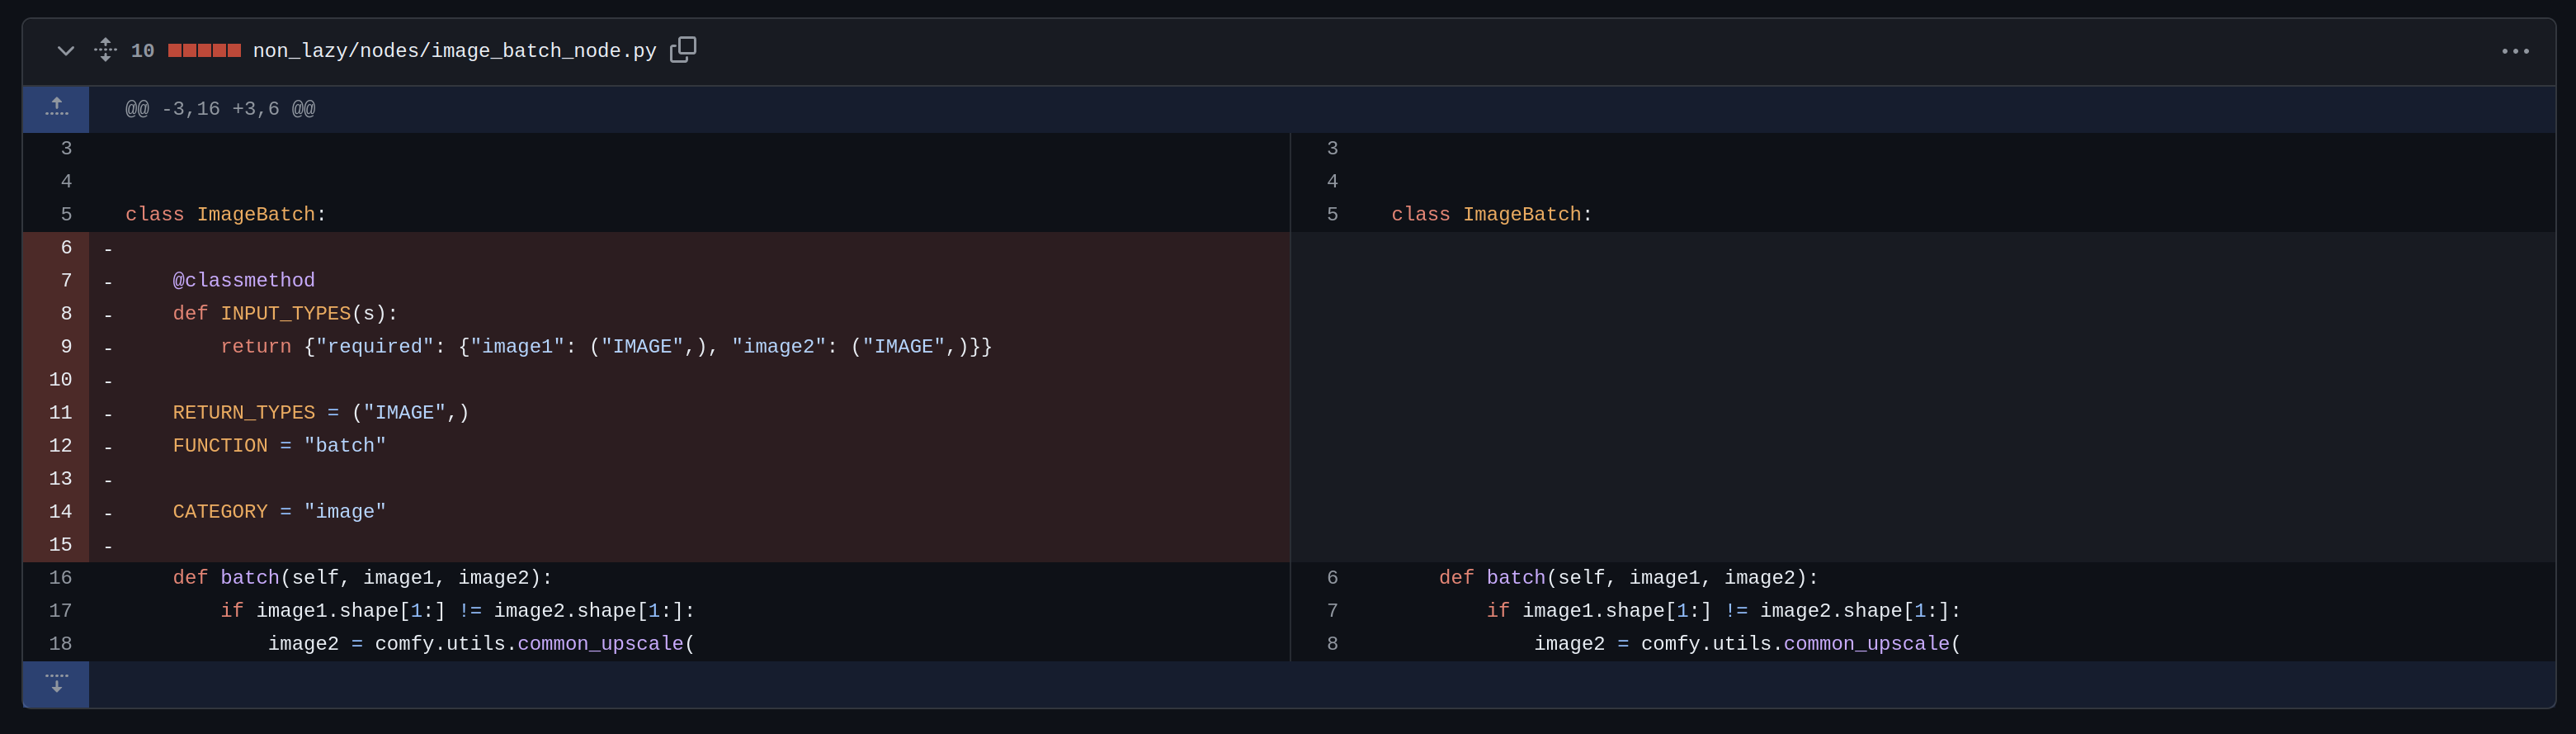 10 non_lazy/nodes/image_batch_node.py
@@ -3,16 +3,6 @@
3 3
4 4
5 class ImageBatch: 5 class ImageBatch:
6 -
7 - @classmethod
8 - def INPUT_TYPES(s):
9 - return {"required": {"image1": ("IMAGE",), "image2": ("IMAGE",)}}
10 -
11 - RETURN_TYPES = ("IMAGE",)
12 - FUNCTION = "batch"
13 -
14 - CATEGORY = "image"
15 -
16 def batch(self, image1, image2): 6 def batch(self, image1, image2):
17 if image1.shape[1:] != image2.shape[1:]: 7 if image1.shape[1:] != image2.shape[1:]:
18 image2 = comfy.utils.common_upscale( 8 image2 = comfy.utils.common_upscale(